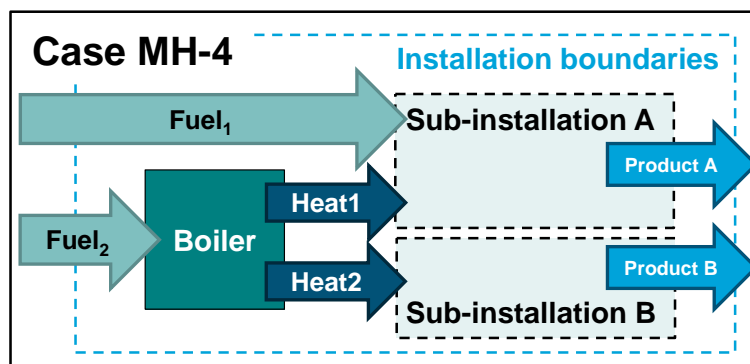 Case MH-4
Installation boundaries
Fuel₁
Sub-installation A
Product A
Heat1
Fuel₂
Boiler
Heat2
Product B
Sub-installation B